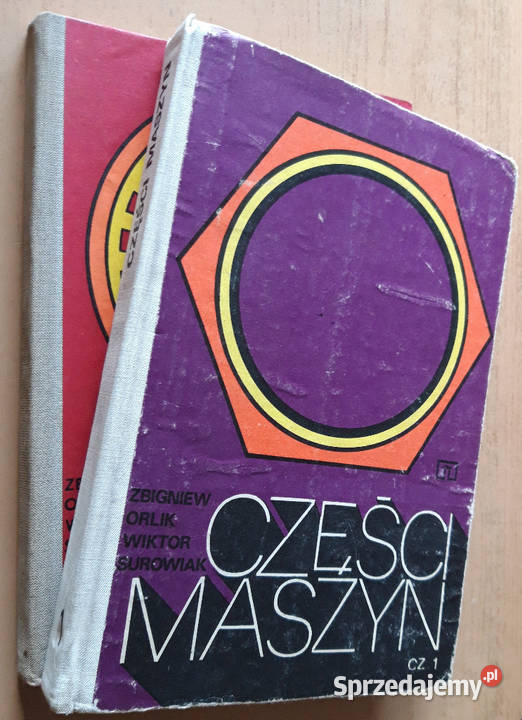 CZĘŚCI MASZYN
ZBIGNIEW
ORLIK
WIKTOR
SUROWIAK
CZĘŚCI
MASZYN
CZ. 1
Sprzedajemy.pl